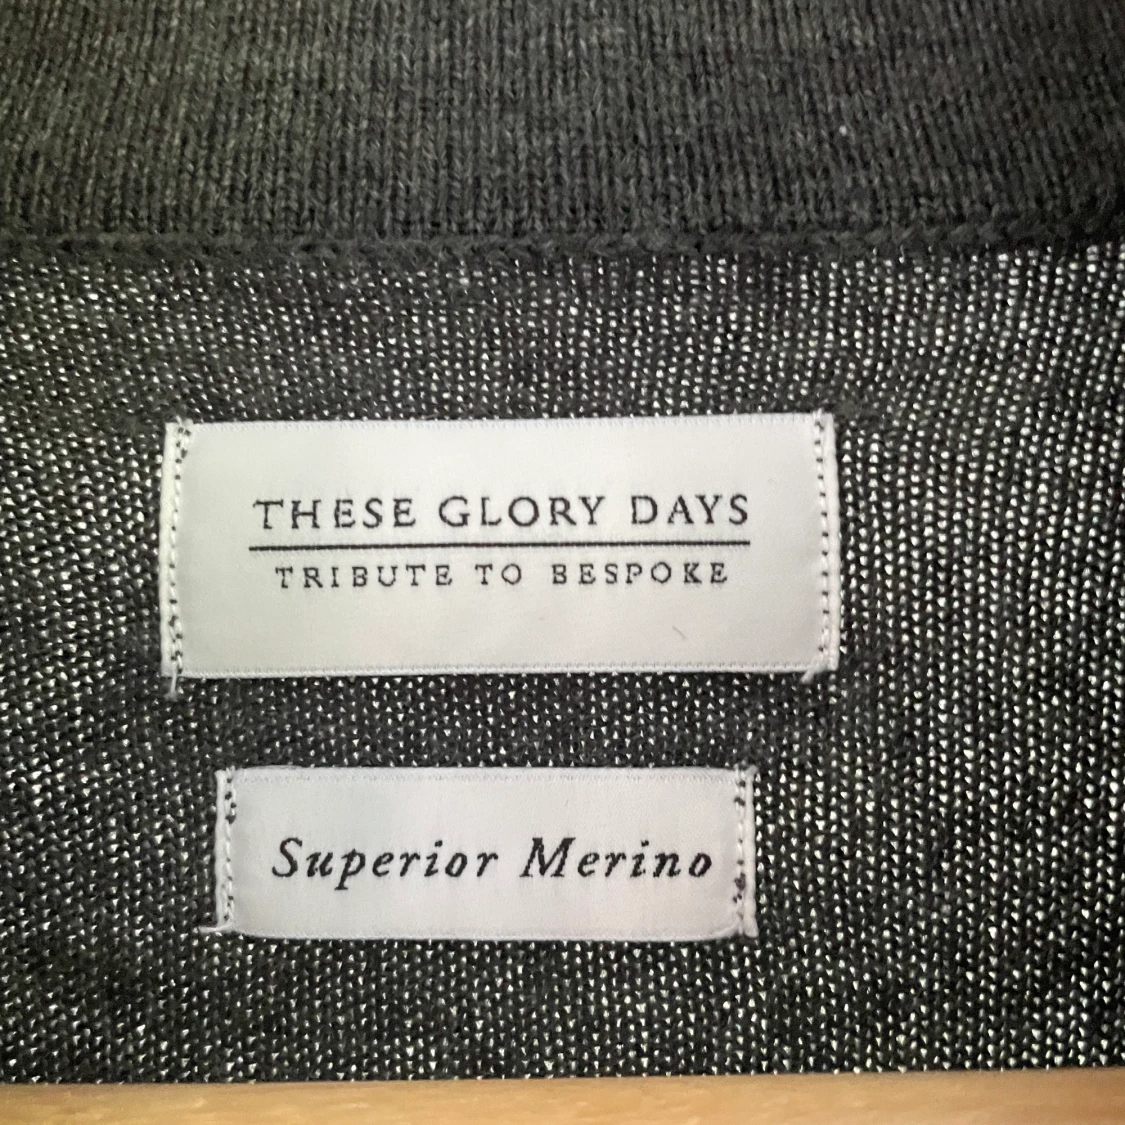 THESE GLORY DAYS
TRIBUTE TO BESPOKE
Superior Merino